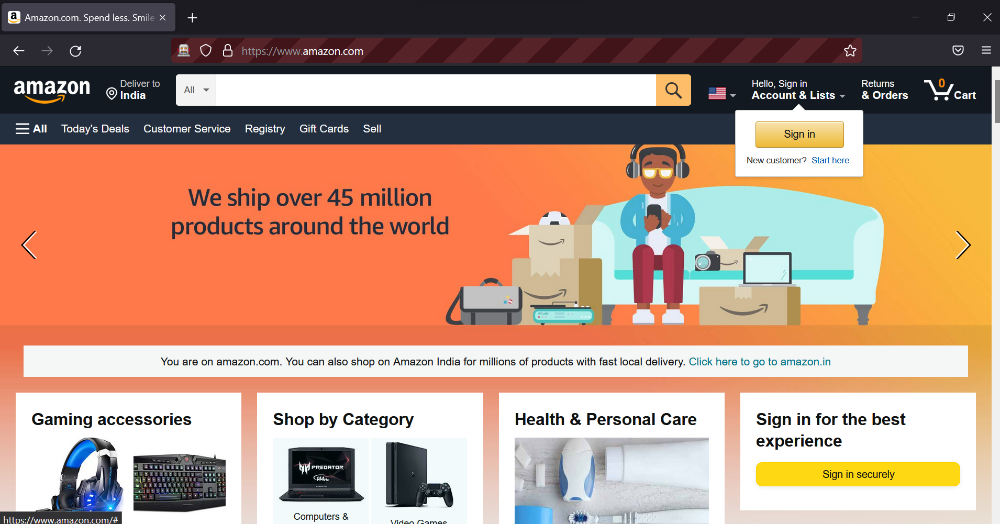 Amazon.com. Spend less. Smile
https://www.amazon.com
amazon
Deliver to
India
All
Hello, Sign in
Account & Lists
Returns
& Orders
0
Cart
All
Today's Deals
Customer Service
Registry
Gift Cards
Sell
Sign in
New customer? Start here.
We ship over 45 million
products around the world
You are on amazon.com. You can also shop on Amazon India for millions of products with fast local delivery. Click here to go to amazon.in
Gaming accessories
Shop by Category
Health & Personal Care
Sign in for the best
experience
PREDATOR
144Hz
Sign in securely
Computers &
Video Games
https://www.amazon.com/#